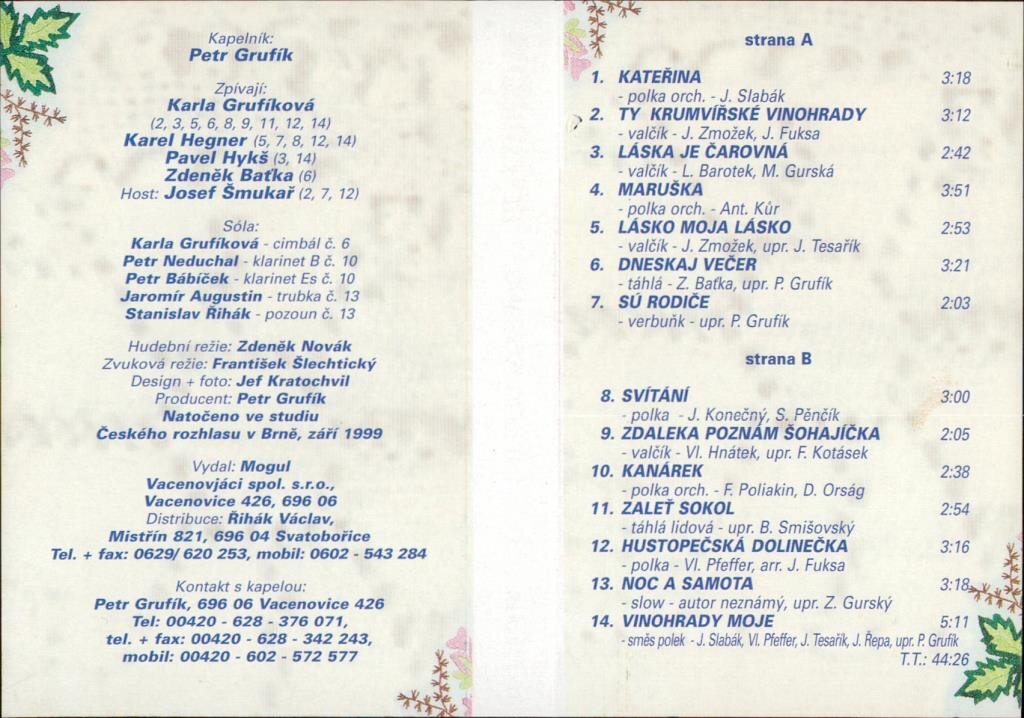 Kapelník:
Petr Grufík
Zpívají:
Karla Grufíková
(2, 3, 5, 6, 8, 9, 11, 12, 14)
Karel Hegner (5, 7, 8, 12, 14)
Pavel Hykš (3, 14)
Zdeněk Baťka (6)
Host: Josef Šmukař (2, 7, 12)
Sóla:
Karla Grufíková - cimbál č. 6
Petr Neduchal - klarinet B č. 10
Petr Bábíček - klarinet Es č. 10
Jaromír Augustin - trubka č. 13
Stanislav Řihák - pozoun č. 13
Hudební režie: Zdeněk Novák
Zvuková režie: František Šlechtický
Design + foto: Jef Kratochvil
Producent: Petr Grufík
Natočeno ve studiu
Českého rozhlasu v Brně, září 1999
Vydal: Mogul
Vacenovjáci spol. s.r.o.,
Vacenovice 426, 696 06
Distribuce: Řihák Václav,
Mistřín 821, 696 04 Svatobořice
Tel. + fax: 0629/ 620 253, mobil: 0602 - 543 284
Kontakt s kapelou:
Petr Grufík, 696 06 Vacenovice 426
Tel: 00420 - 628 - 376 071,
tel. + fax: 00420 - 628 - 342 243,
mobil: 00420 - 602 - 572 577
strana A
1. KATEŘINA 3:18
- polka orch. - J. Slabák
2. TY KRUMVÍŘSKÉ VINOHRADY 3:12
- valčík - J. Zmožek, J. Fuksa
3. LÁSKA JE ČAROVNÁ 2:42
- valčík - L. Barotek, M. Gurská
4. MARUŠKA 3:51
- polka orch. - Ant. Kůr
5. LÁSKO MOJA LÁSKO 2:53
- valčík - J. Zmožek, upr. J. Tesařík
6. DNESKAJ VEČER 3:21
- táhlá - Z. Baťka, upr. P. Grufík
7. SÚ RODIČE 2:03
- verbuňk - upr. P. Grufík
strana B
8. SVÍTÁNÍ 3:00
- polka - J. Konečný, S. Pěnčík
9. ZDALEKA POZNÁM ŠOHAJÍČKA 2:05
- valčík - Vl. Hnátek, upr. F. Kotásek
10. KANÁREK 2:38
- polka orch. - F. Poliakin, D. Orság
11. ZALEŤ SOKOL 2:54
- táhlá lidová - upr. B. Smišovský
12. HUSTOPEČSKÁ DOLINEČKA 3:16
- polka - Vl. Pfeffer, arr. J. Fuksa
13. NOC A SAMOTA 3:18
- slow - autor neznámý, upr. Z. Gurský
14. VINOHRADY MOJE 5:11
- směs polek - J. Slabák, Vl. Pfeffer, J. Tesařík, J. Řepa, upr. P. Grufík
T.T.: 44:26